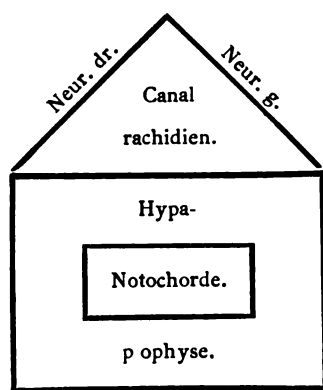 Neur. dr.
Neur. g.
Canal
rachidien.
Hypa-
Notochorde.
p ophyse.